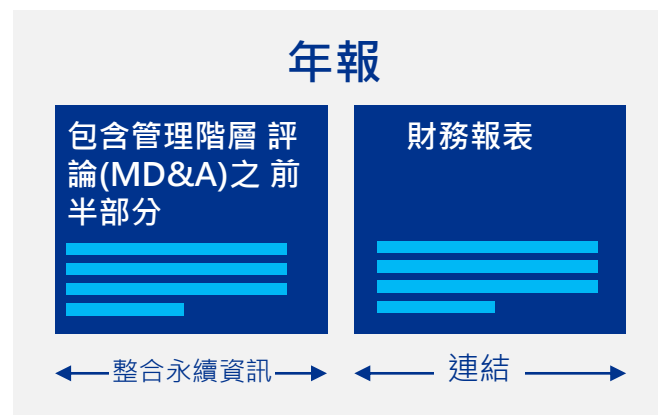 年報
包含管理階層 評
論(MD&A)之 前
半部分
財務報表
整合永續資訊
連結